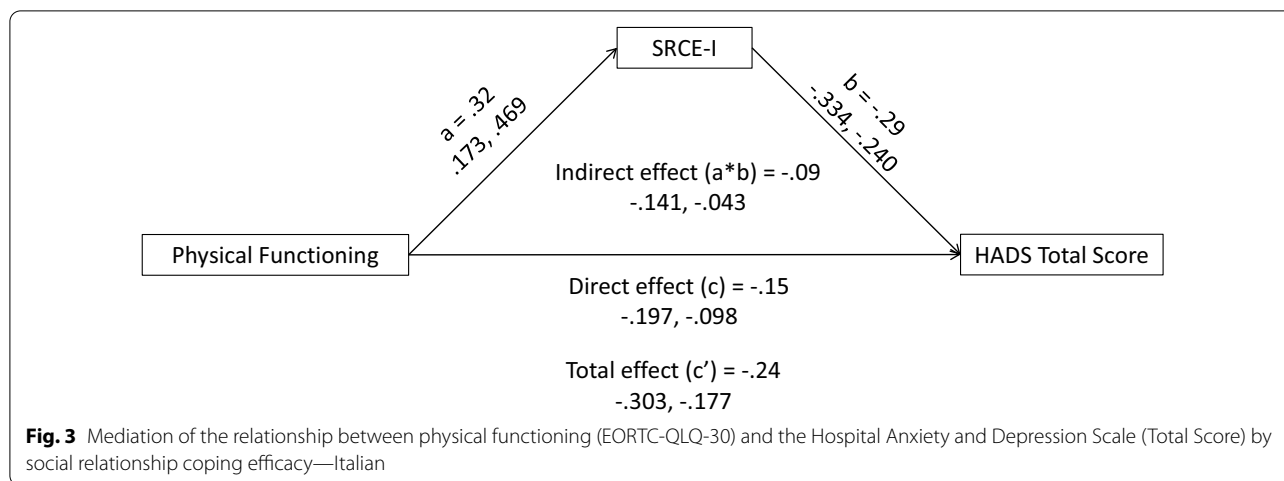 SRCE-I
a = .32
.173, .469
b = -.29
-.334, -.240
Indirect effect (a*b) = -.09
-.141, -.043
Physical Functioning
HADS Total Score
Direct effect (c) = -.15
-.197, -.098
Total effect (c’) = -.24
-.303, -.177
Fig. 3 Mediation of the relationship between physical functioning (EORTC-QLQ-30) and the Hospital Anxiety and Depression Scale (Total Score) by
social relationship coping efficacy—Italian